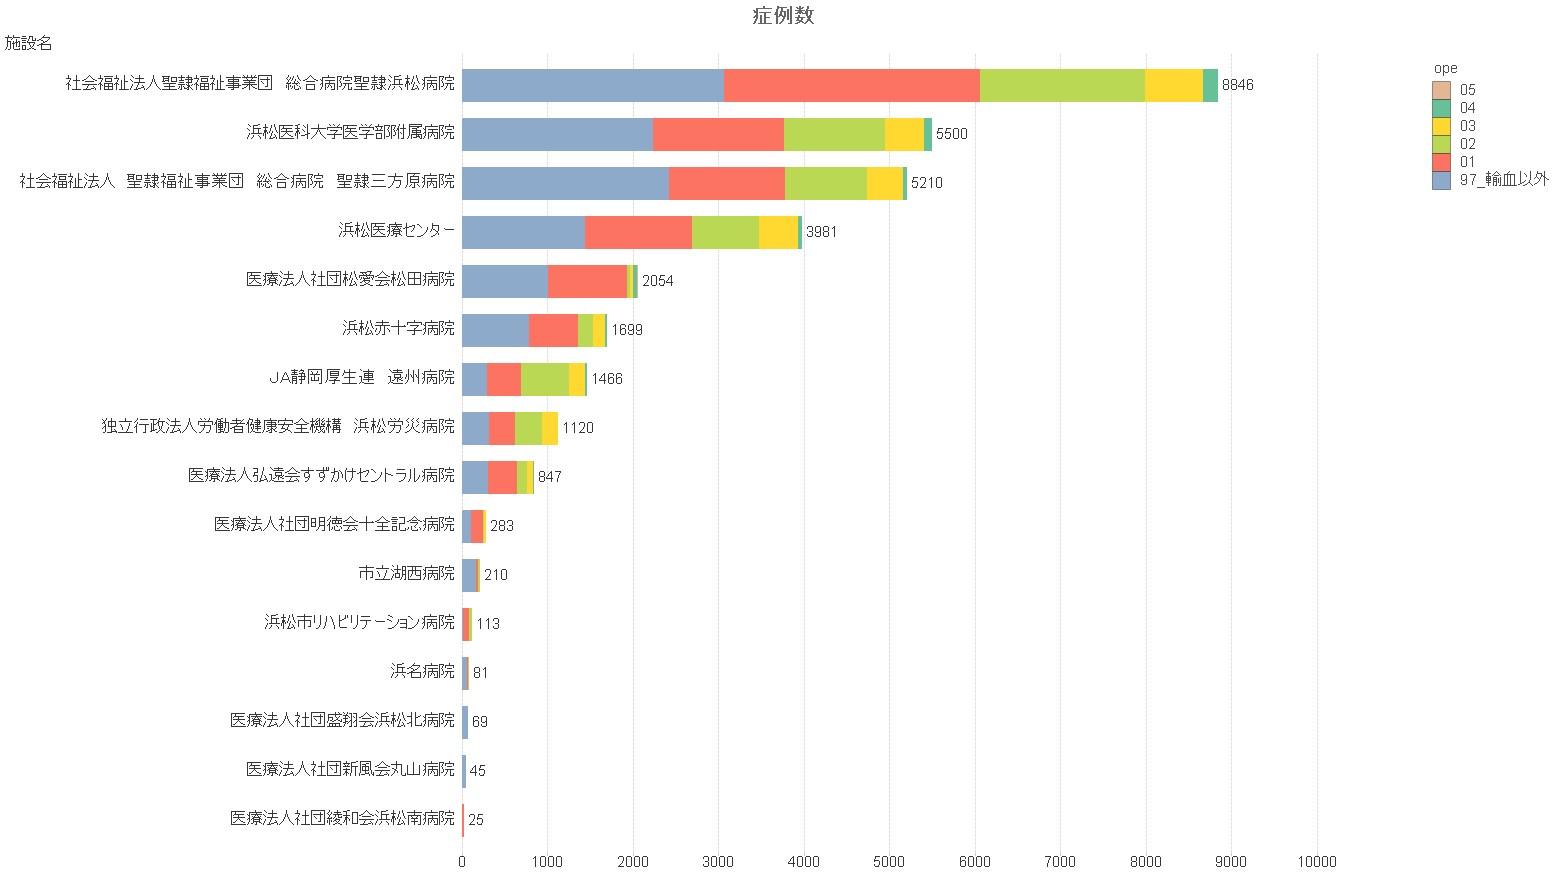 症例数
施設名
社会福祉法人聖隷福祉事業団　総合病院聖隷浜松病院 8846
浜松医科大学医学部附属病院 5500
社会福祉法人　聖隷福祉事業団　総合病院　聖隷三方原病院 5210
浜松医療センター 3981
医療法人社団松愛会松田病院 2054
浜松赤十字病院 1699
JA静岡厚生連　遠州病院 1466
独立行政法人労働者健康安全機構　浜松労災病院 1120
医療法人弘遠会すずかけセントラル病院 847
医療法人社団明徳会十全記念病院 283
市立湖西病院 210
浜松市リハビリテーション病院 113
浜名病院 81
医療法人社団盛翔会浜松北病院 69
医療法人社団新風会丸山病院 45
医療法人社団綾和会浜松南病院 25
0 1000 2000 3000 4000 5000 6000 7000 8000 9000 10000
ope
05
04
03
02
01
97_輸血以外